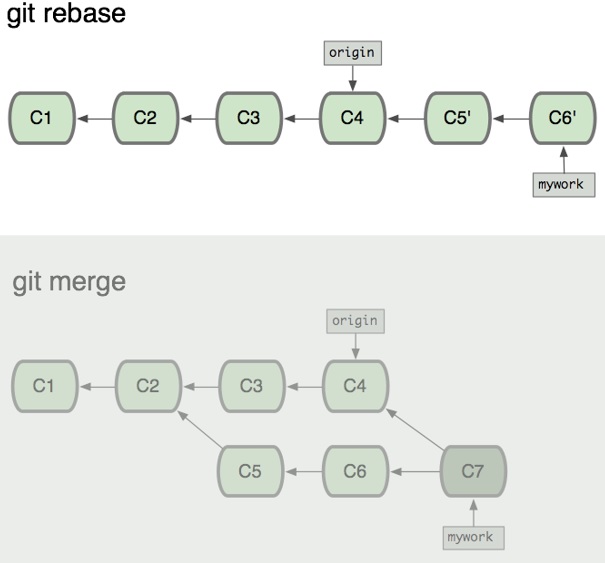 git rebase
origin
C1 C2 C3 C4 C5' C6'
mywork
git merge
origin
C1 C2 C3 C4
C5 C6 C7
mywork